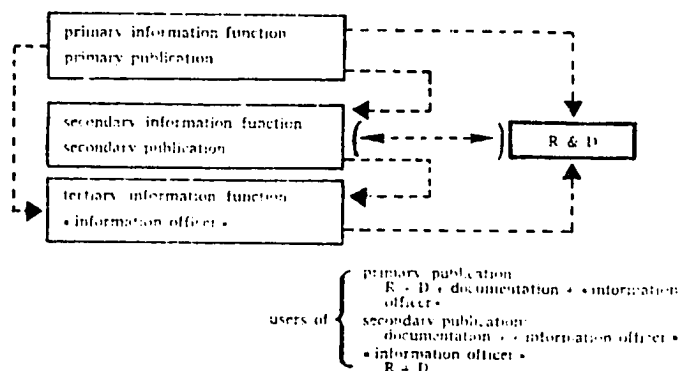 primary information function
primary publication
secondary information function
secondary publication
R & D
tertiary information function
« information officer »
users of
primary publication
R + D + documentation + « information
officer »
secondary publication
documentation + « information officer »
« information officer »
R + D